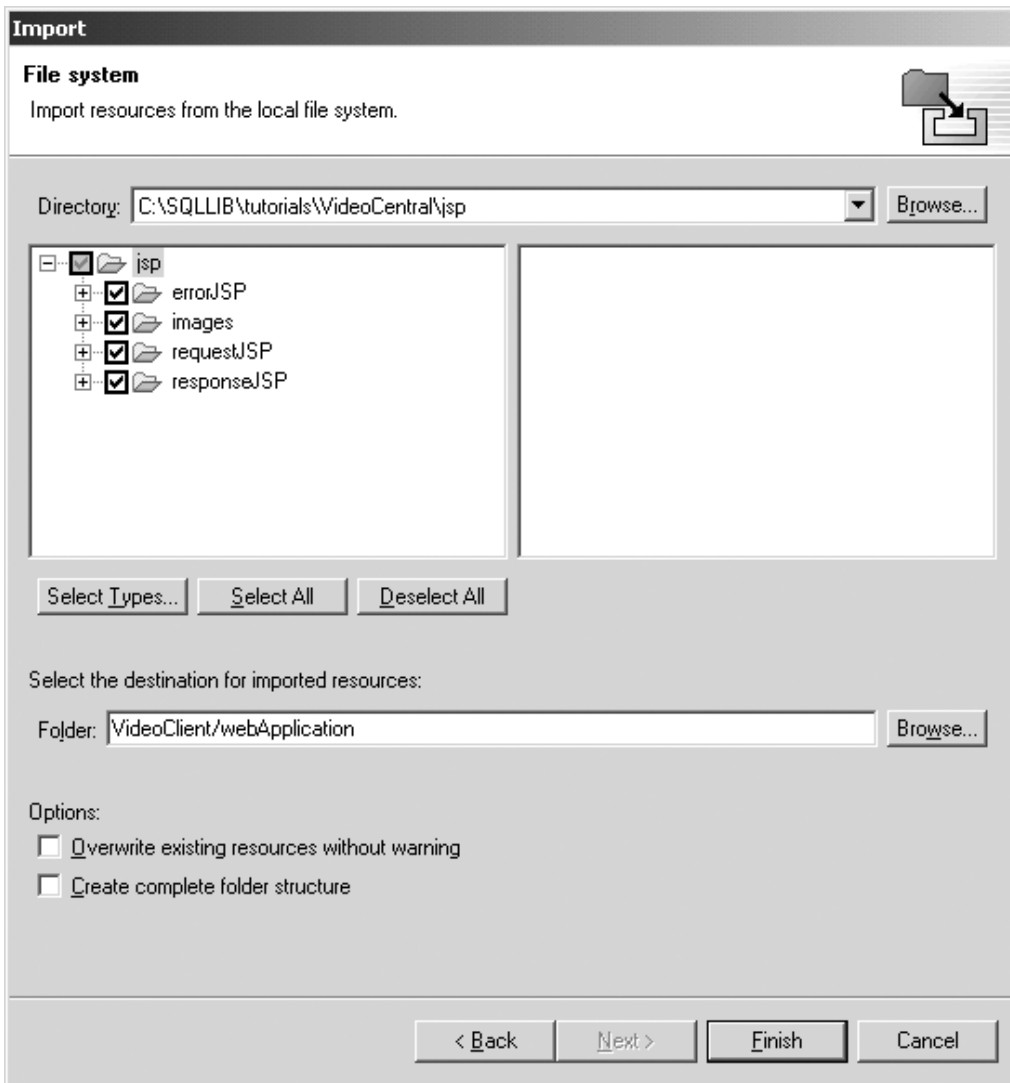 Import
File system
Import resources from the local file system.
Directory: C:\SQLLIB\tutorials\VideoCentral\jsp Browse...
jsp
errorJSP
images
requestJSP
responseJSP
Select Types... Select All Deselect All
Select the destination for imported resources:
Folder: VideoClient/webApplication Browse...
Options:
Overwrite existing resources without warning
Create complete folder structure
< Back Next > Finish Cancel